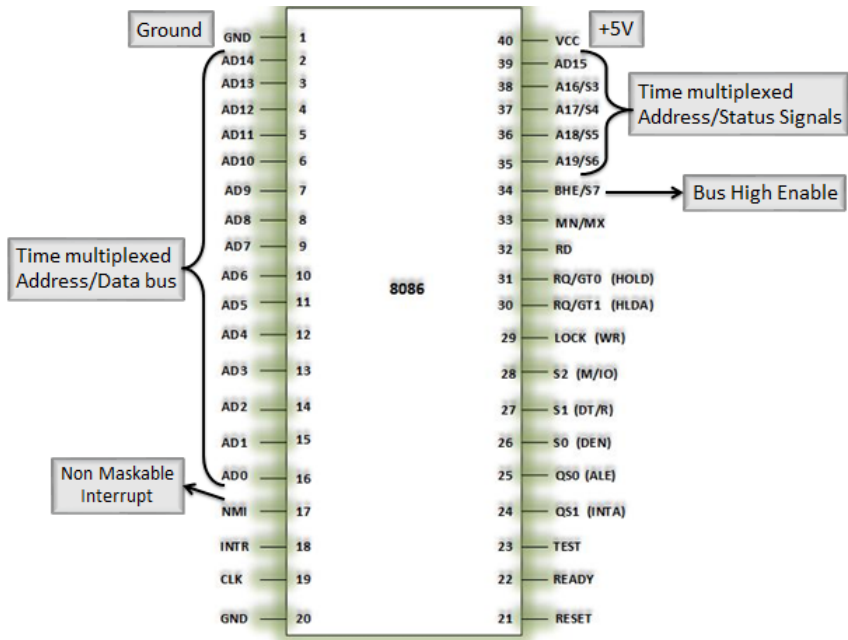 Ground
GND 1
AD14 2
AD13 3
AD12 4
AD11 5
AD10 6
AD9 7
AD8 8
AD7 9
AD6 10
AD5 11
AD4 12
AD3 13
AD2 14
AD1 15
AD0 16
NMI 17
INTR 18
CLK 19
GND 20
Time multiplexed
Address/Data bus
Non Maskable
Interrupt
8086
40 VCC
+5V
39 AD15
38 A16/S3
37 A17/S4
36 A18/S5
35 A19/S6
34 BHE/S7
33 MN/MX
32 RD
31 RQ/GT0 (HOLD)
30 RQ/GT1 (HLDA)
29 LOCK (WR)
28 S2 (M/IO)
27 S1 (DT/R)
26 S0 (DEN)
25 QS0 (ALE)
24 QS1 (INTA)
23 TEST
22 READY
21 RESET
Time multiplexed
Address/Status Signals
Bus High Enable